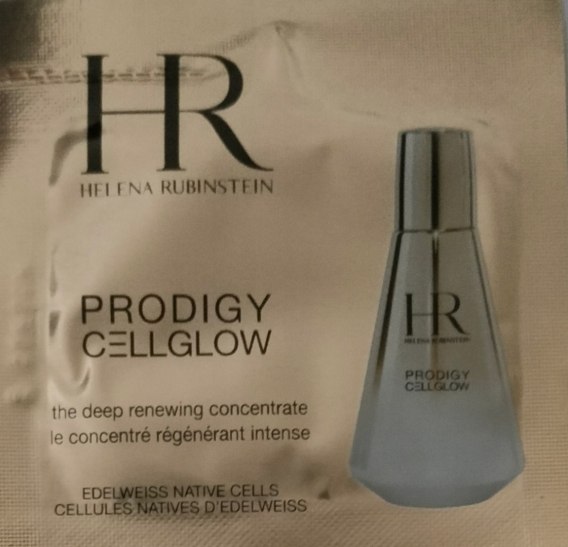 HR
HELENA RUBINSTEIN
PRODIGY
CELLGLOW
the deep renewing concentrate
le concentré régénérant intense
EDELWEISS NATIVE CELLS
CELLULES NATIVES D'EDELWEISS
HR
HELENA RUBINSTEIN
PRODIGY
CELLGLOW